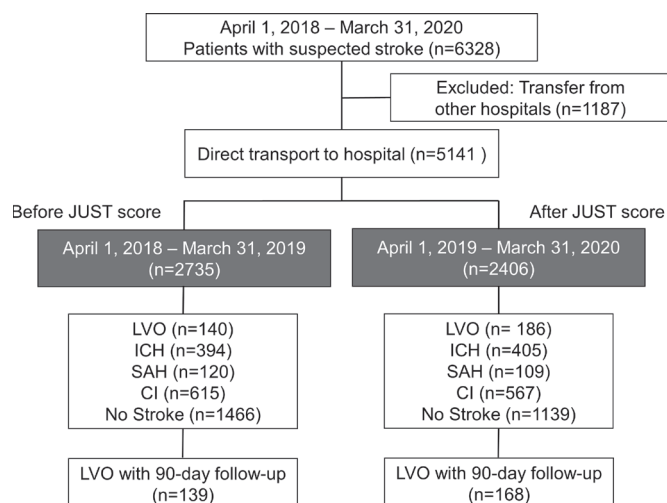 April 1, 2018 – March 31, 2020
Patients with suspected stroke (n=6328)
Excluded: Transfer from
other hospitals (n=1187)
Direct transport to hospital (n=5141 )
Before JUST score
After JUST score
April 1, 2018 – March 31, 2019
(n=2735)
April 1, 2019 – March 31, 2020
(n=2406)
LVO (n=140)
ICH (n=394)
SAH (n=120)
CI (n=615)
No Stroke (n=1466)
LVO (n= 186)
ICH (n=405)
SAH (n=109)
CI (n=567)
No Stroke (n=1139)
LVO with 90-day follow-up
(n=139)
LVO with 90-day follow-up
(n=168)